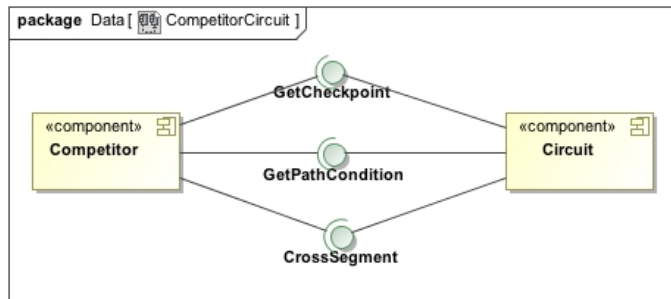 package Data [ CompetitorCircuit ]
GetCheckpoint
«component»
Competitor
«component»
Circuit
GetPathCondition
CrossSegment